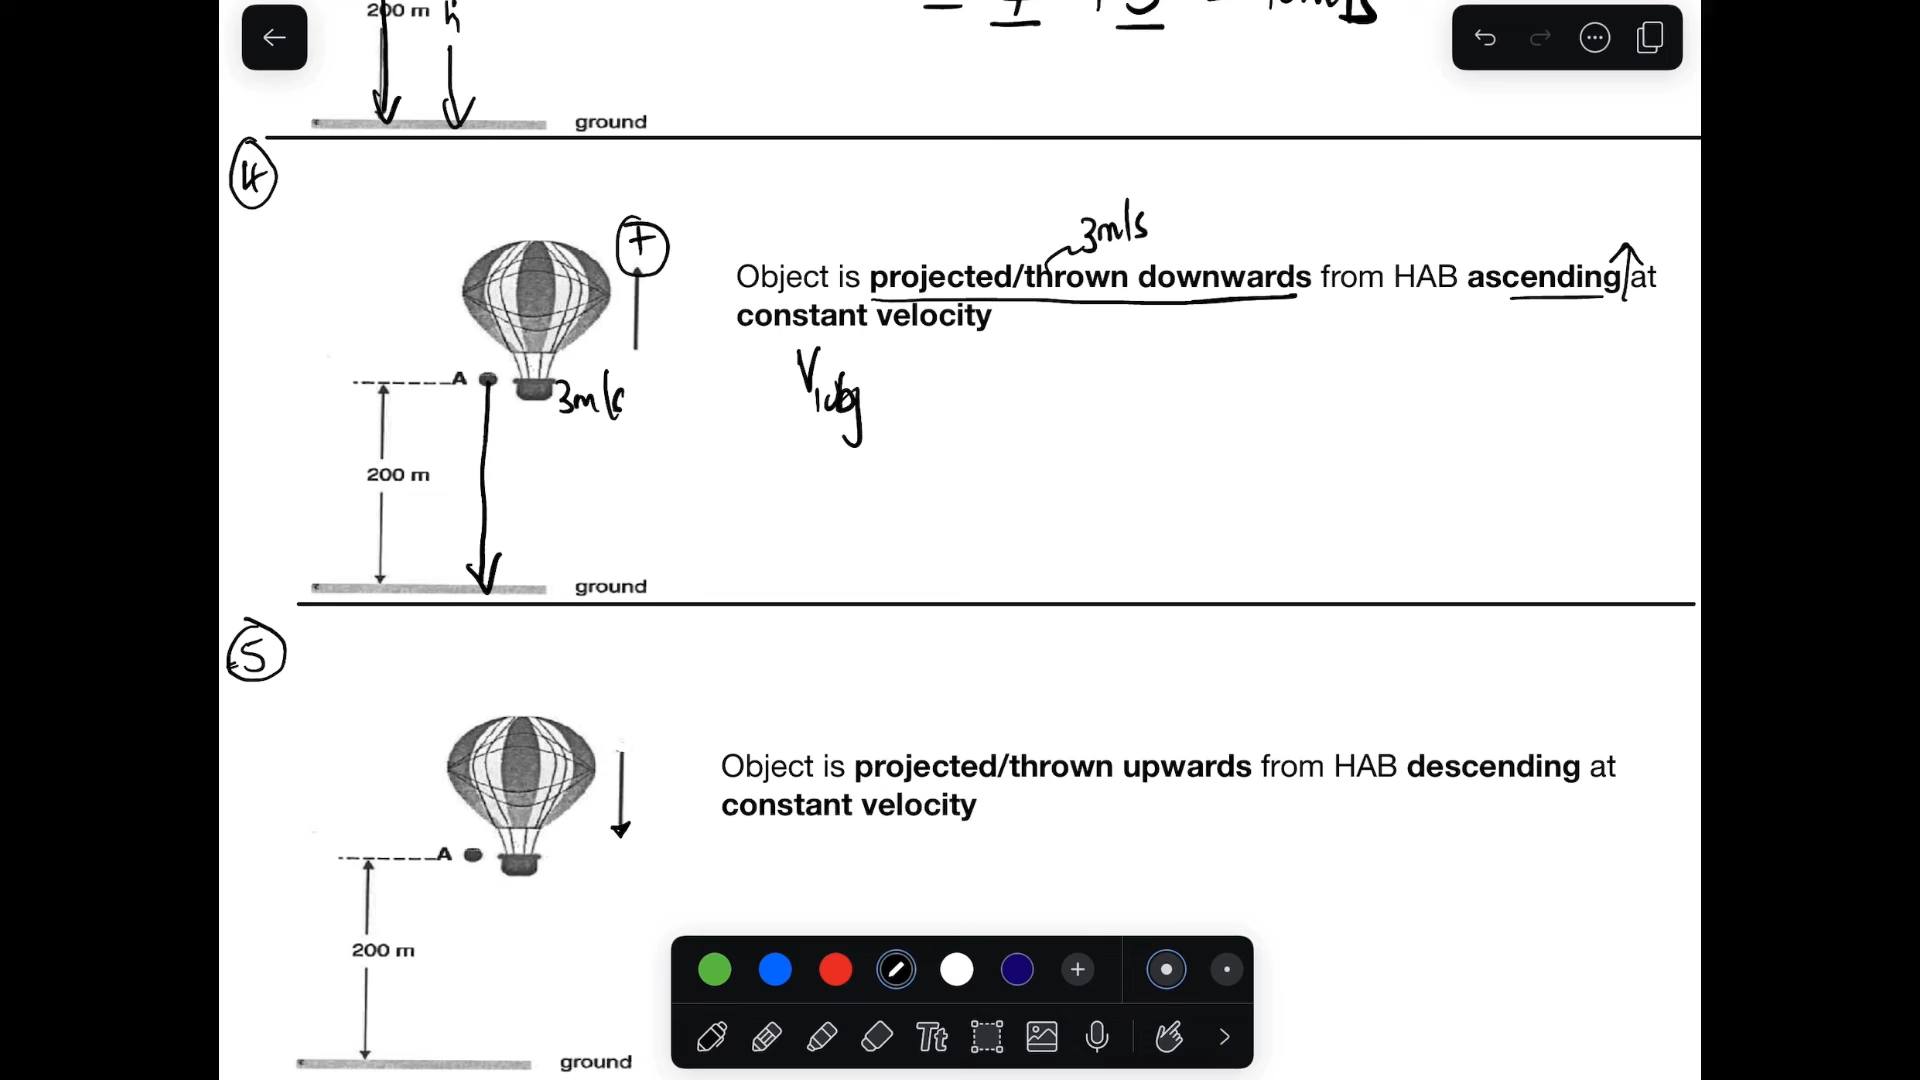 200 m
ground
4
+
3m/s
Object is projected/thrown downwards from HAB ascending at
constant velocity
A
3m/s
200 m
ground
5
Object is projected/thrown upwards from HAB descending at
constant velocity
A
200 m
ground
Tt